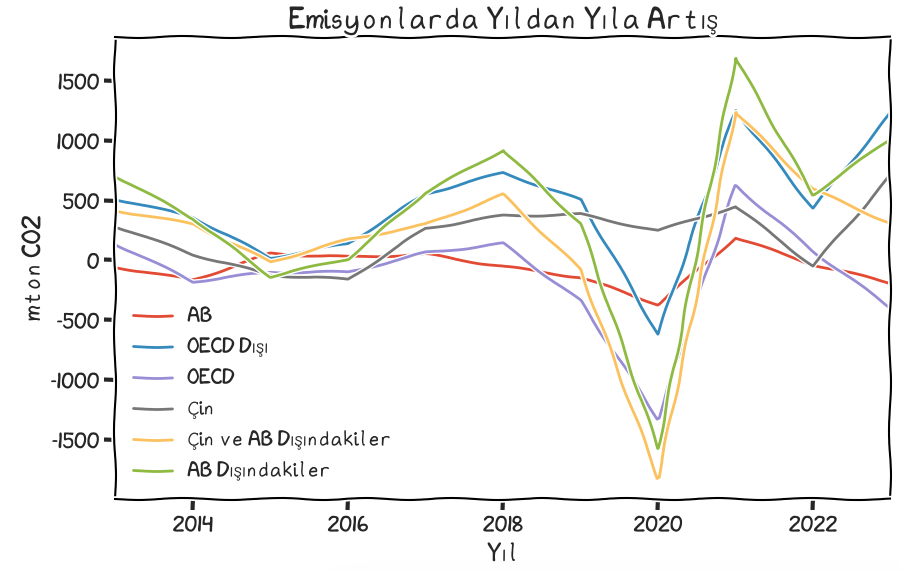 Emisyonlarda Yıldan Yıla Artış
1500
1000
500
0
-500
-1000
-1500
mton CO2
AB
OECD Dışı
OECD
Çin
Çin ve AB Dışındakiler
AB Dışındakiler
2014 2016 2018 2020 2022
Yıl